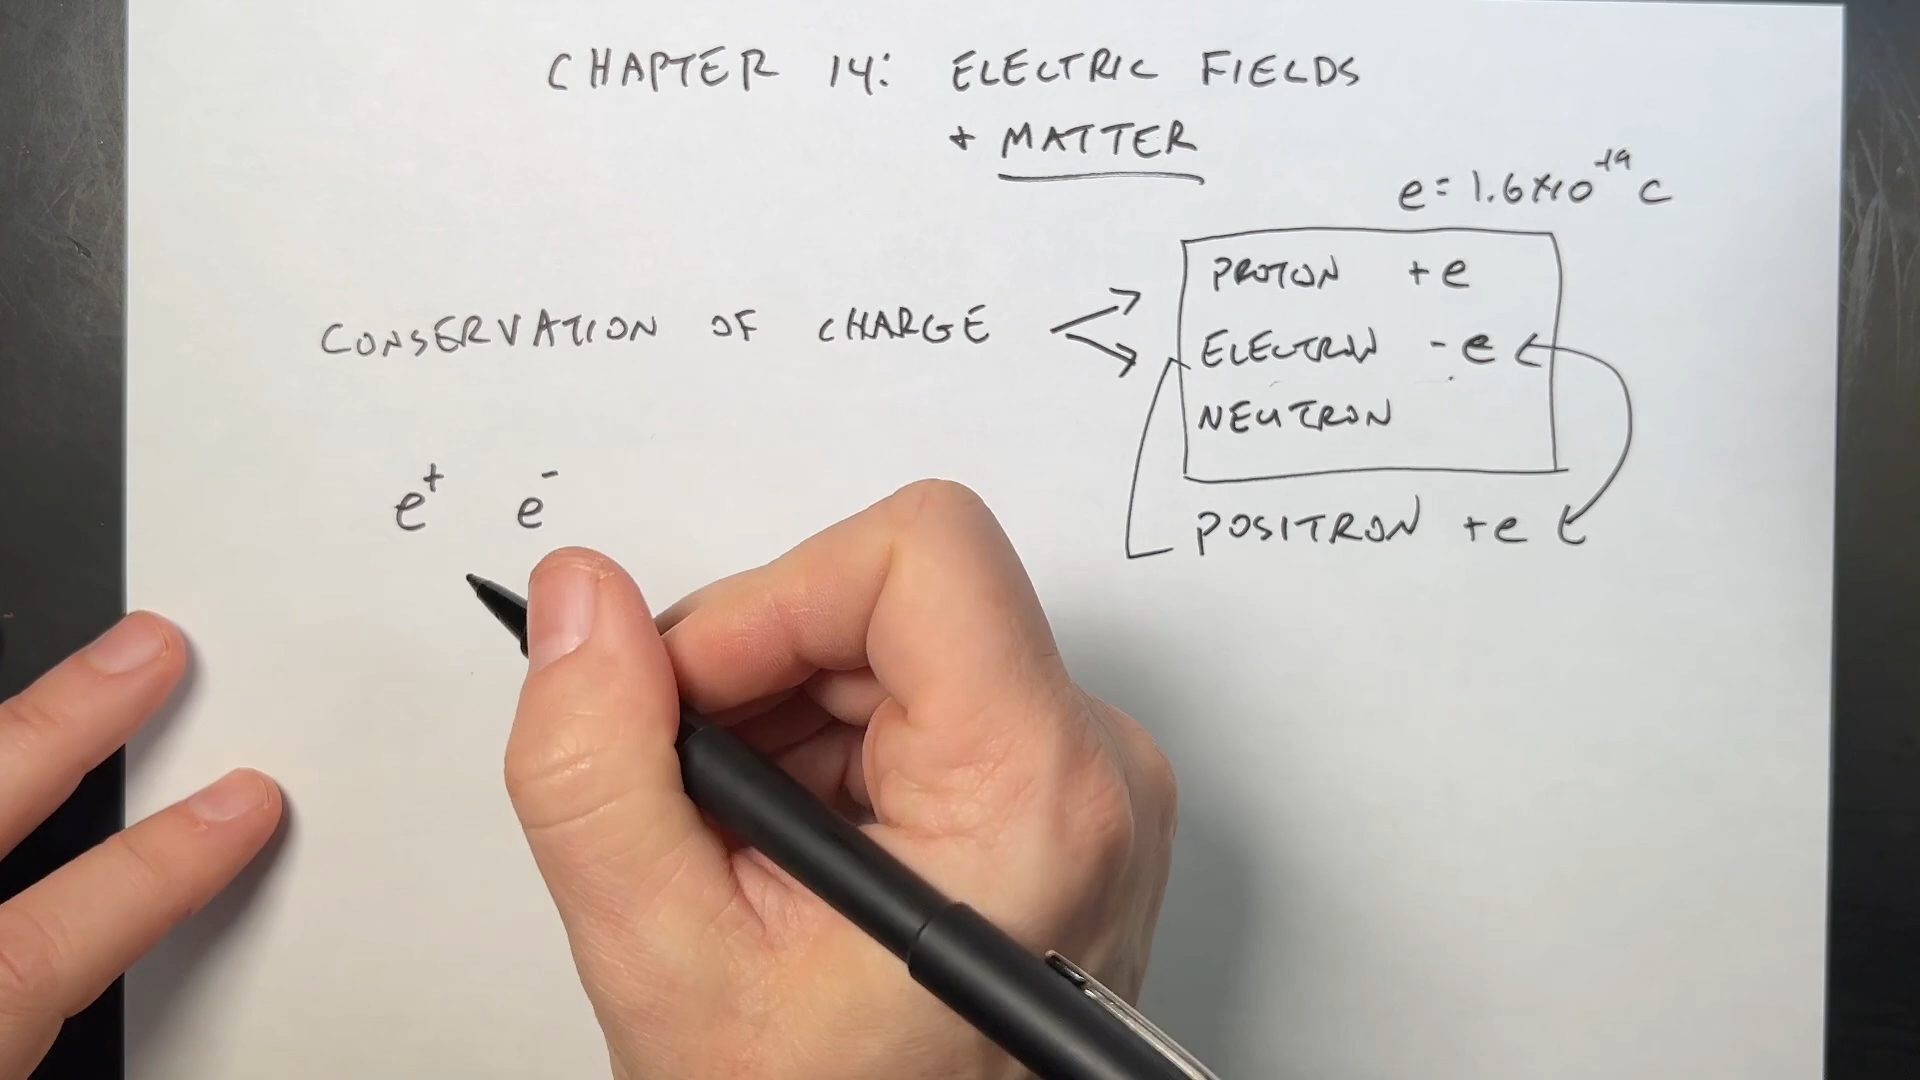 CHAPTER 14: ELECTRIC FIELDS
+ MATTER
e = 1.6×10⁻¹⁹ C
PROTON +e
CONSERVATION OF CHARGE
ELECTRON -e
NEUTRON
e⁺ e⁻
POSITRON +e